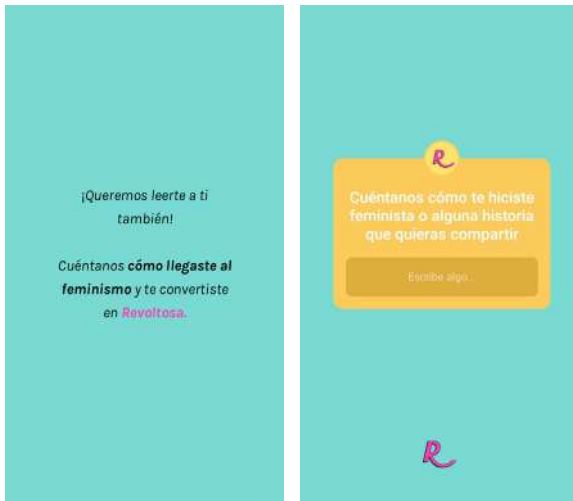 ¡Queremos leerte a ti
también!
Cuéntanos cómo llegaste al
feminismo y te convertiste
en Revoltosa.
R
Cuéntanos cómo te hiciste
feminista o alguna historia
que quieras compartir
Escribe algo...
R